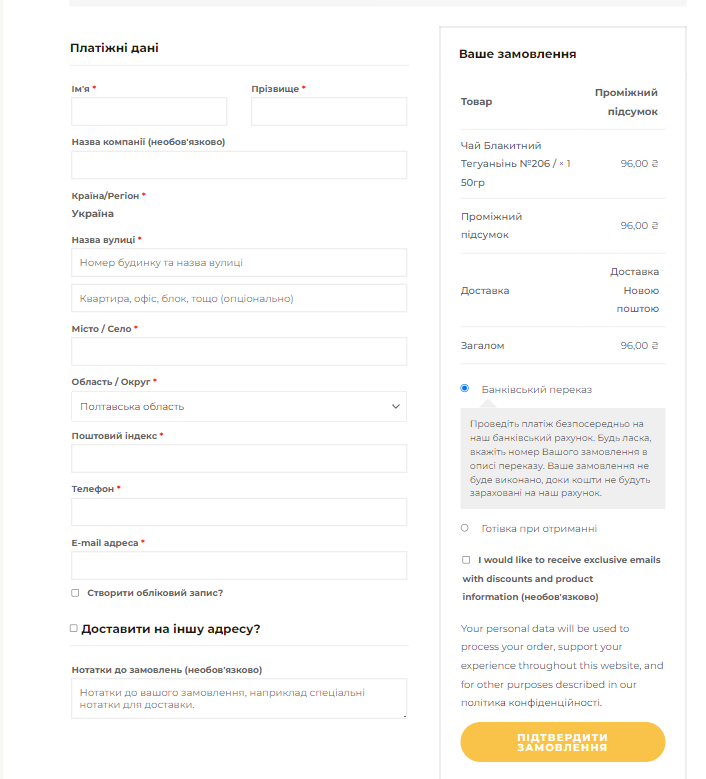 Платіжні дані
Ім'я *
Прізвище *
Назва компанії (необов'язково)
Країна/Регіон *
Україна
Назва вулиці *
Номер будинку та назва вулиці
Квартира, офіс, блок, тощо (опціонально)
Місто / Село *
Область / Округ *
Полтавська область
Поштовий індекс *
Телефон *
E-mail адреса *
Створити обліковий запис?
Доставити на іншу адресу?
Нотатки до замовлень (необов'язково)
Нотатки до вашого замовлення, наприклад спеціальні
нотатки для доставки.
Ваше замовлення
Товар
Проміжний
підсумок
Чай Блакитний
Тегуаньінь №206 / × 1
50гр
96,00 ₴
Проміжний
підсумок
96,00 ₴
Доставка
Доставка
Новою
поштою
Загалом
96,00 ₴
Банківський переказ
Проведіть платіж безпосередньо на
наш банківський рахунок. Будь ласка,
вкажіть номер Вашого замовлення в
описі переказу. Ваше замовлення не
буде виконано, доки кошти не будуть
зараховані на наш рахунок.
Готівка при отриманні
I would like to receive exclusive emails
with discounts and product
information (необов'язково)
Your personal data will be used to
process your order, support your
experience throughout this website, and
for other purposes described in our
політика конфіденційності.
ПІДТВЕРДИТИ
ЗАМОВЛЕННЯ